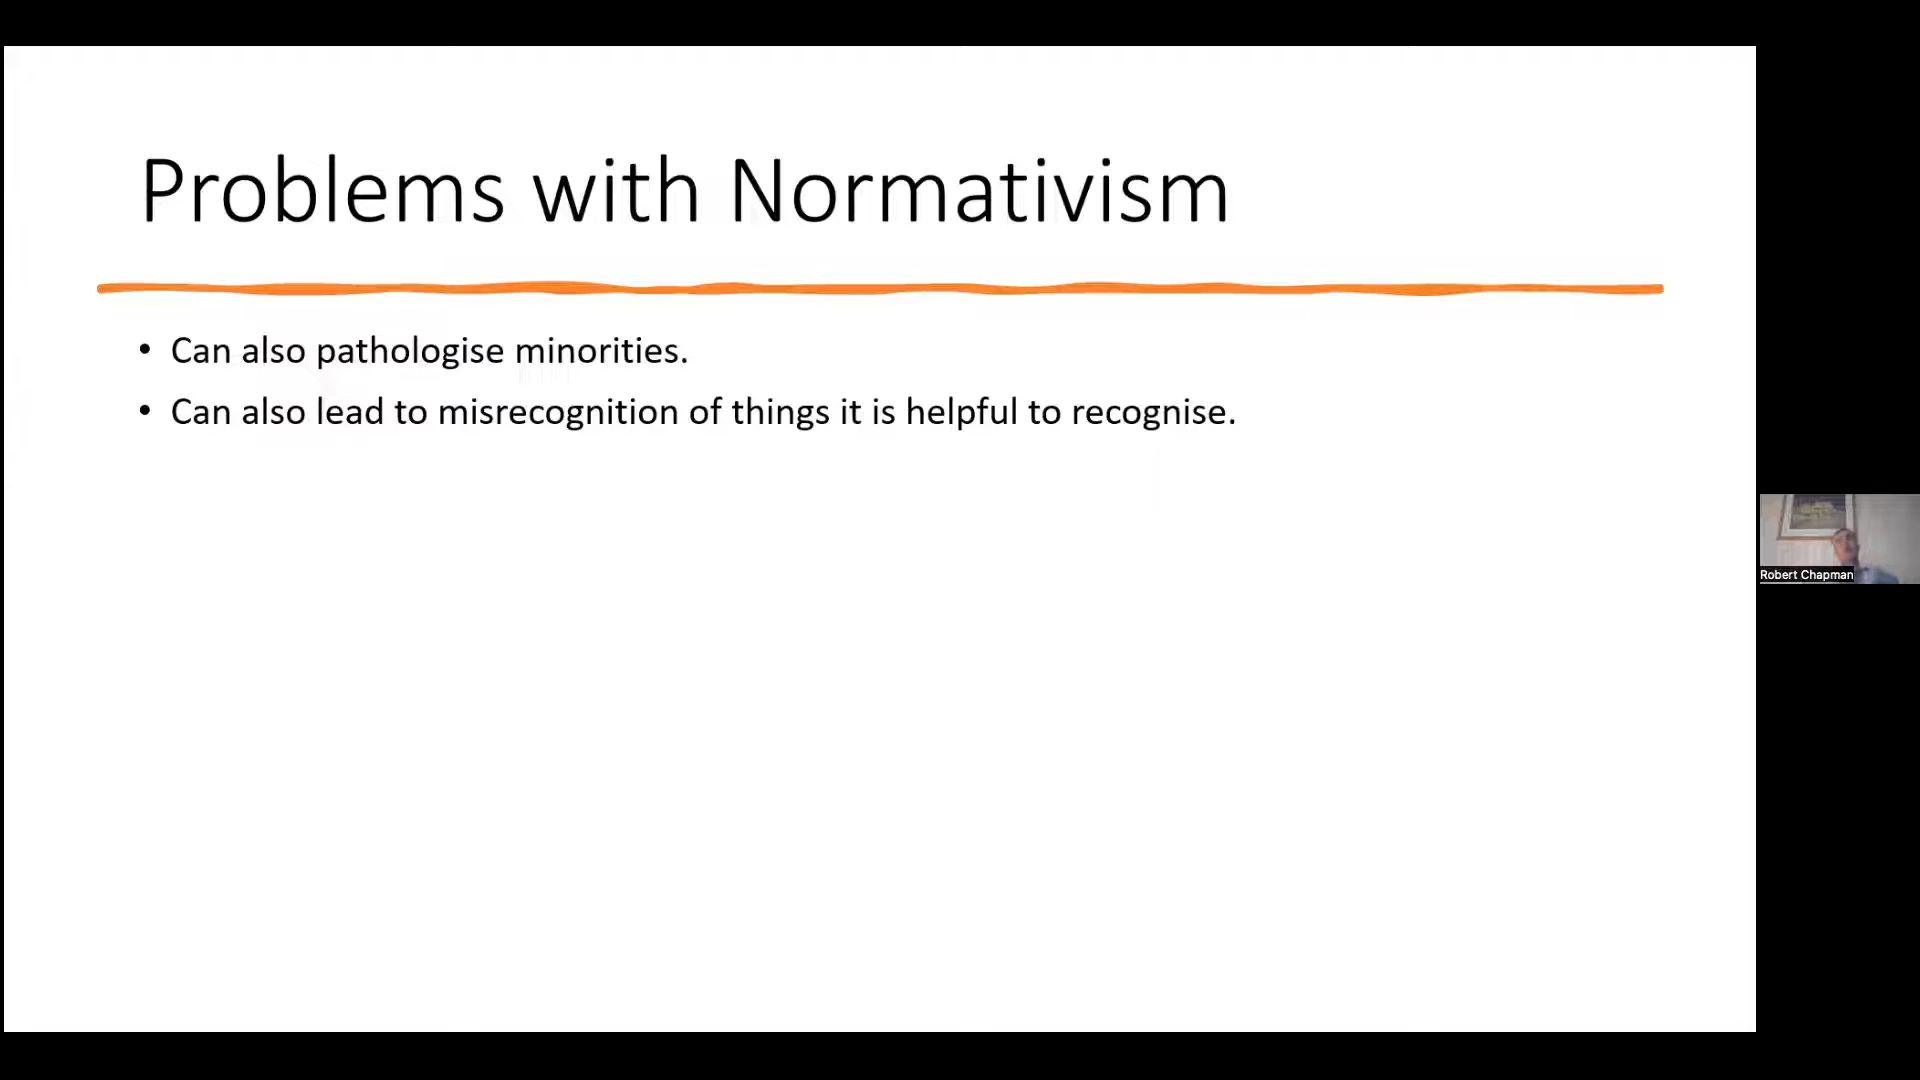 Problems with Normativism
• Can also pathologise minorities.
• Can also lead to misrecognition of things it is helpful to recognise.
Robert Chapman